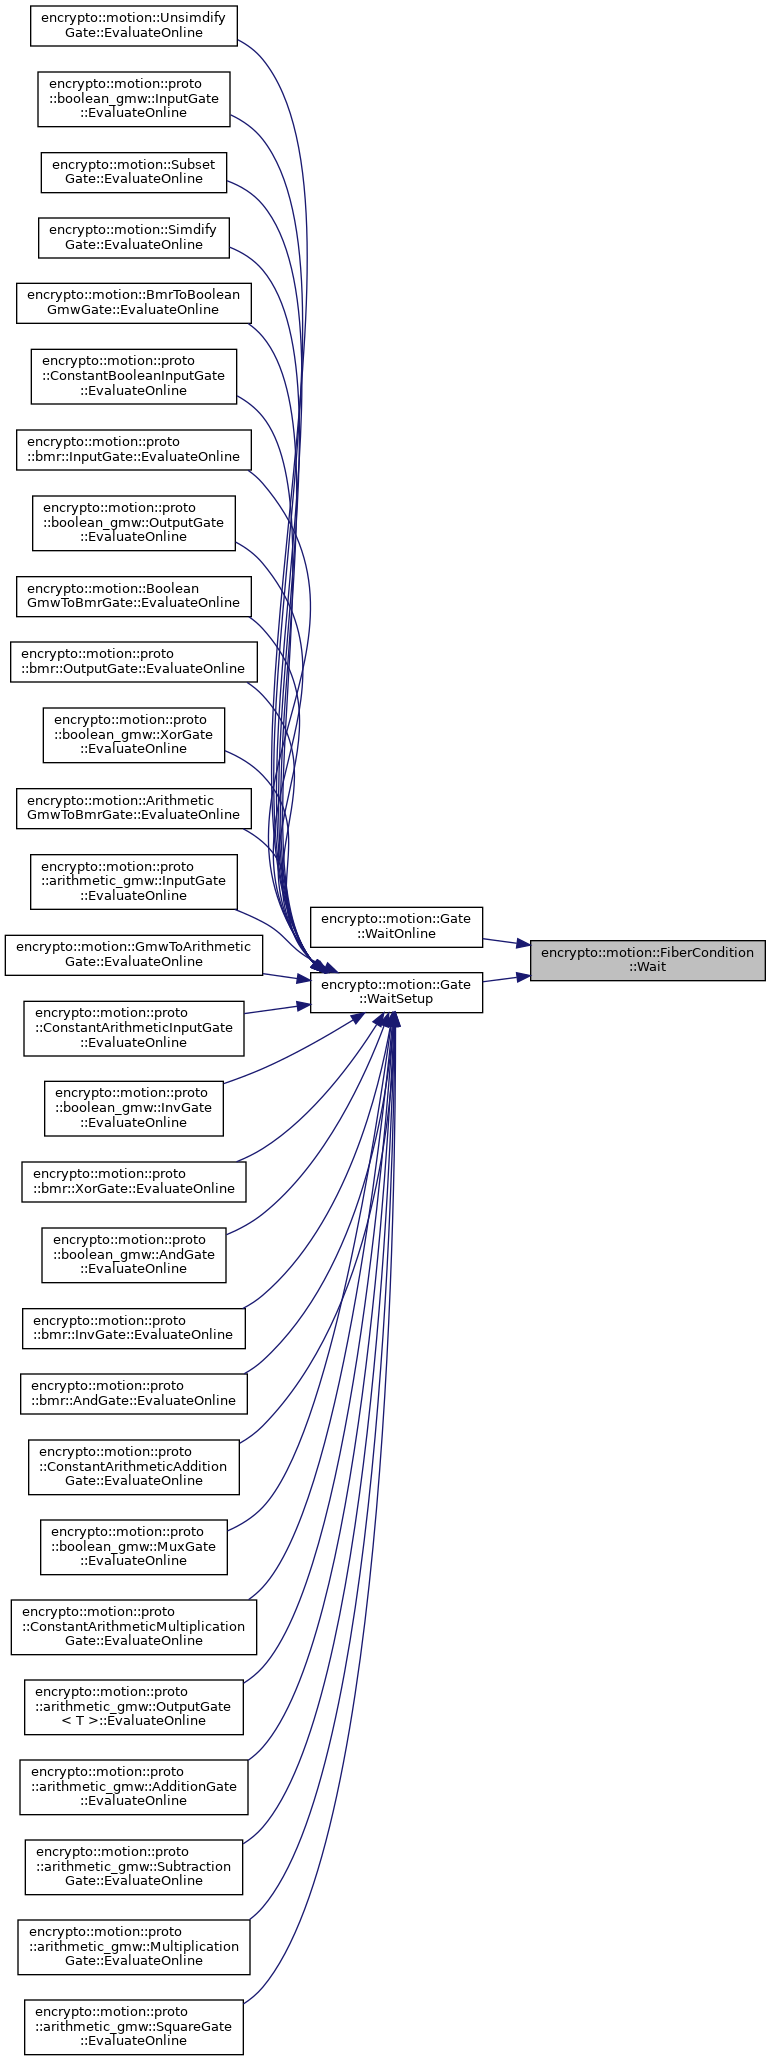 encrypto::motion::Unsimdify
Gate::EvaluateOnline
encrypto::motion::proto
::boolean_gmw::InputGate
::EvaluateOnline
encrypto::motion::Subset
Gate::EvaluateOnline
encrypto::motion::Simdify
Gate::EvaluateOnline
encrypto::motion::BmrToBoolean
GmwGate::EvaluateOnline
encrypto::motion::proto
::ConstantBooleanInputGate
::EvaluateOnline
encrypto::motion::proto
::bmr::InputGate::EvaluateOnline
encrypto::motion::proto
::boolean_gmw::OutputGate
::EvaluateOnline
encrypto::motion::Boolean
GmwToBmrGate::EvaluateOnline
encrypto::motion::proto
::bmr::OutputGate::EvaluateOnline
encrypto::motion::proto
::boolean_gmw::XorGate
::EvaluateOnline
encrypto::motion::Arithmetic
GmwToBmrGate::EvaluateOnline
encrypto::motion::proto
::arithmetic_gmw::InputGate
::EvaluateOnline
encrypto::motion::GmwToArithmetic
Gate::EvaluateOnline
encrypto::motion::proto
::ConstantArithmeticInputGate
::EvaluateOnline
encrypto::motion::proto
::boolean_gmw::InvGate
::EvaluateOnline
encrypto::motion::proto
::bmr::XorGate::EvaluateOnline
encrypto::motion::proto
::boolean_gmw::AndGate
::EvaluateOnline
encrypto::motion::proto
::bmr::InvGate::EvaluateOnline
encrypto::motion::proto
::bmr::AndGate::EvaluateOnline
encrypto::motion::proto
::ConstantArithmeticAddition
Gate::EvaluateOnline
encrypto::motion::proto
::boolean_gmw::MuxGate
::EvaluateOnline
encrypto::motion::proto
::ConstantArithmeticMultiplication
Gate::EvaluateOnline
encrypto::motion::proto
::arithmetic_gmw::OutputGate
< T >::EvaluateOnline
encrypto::motion::proto
::arithmetic_gmw::AdditionGate
::EvaluateOnline
encrypto::motion::proto
::arithmetic_gmw::Subtraction
Gate::EvaluateOnline
encrypto::motion::proto
::arithmetic_gmw::Multiplication
Gate::EvaluateOnline
encrypto::motion::proto
::arithmetic_gmw::SquareGate
::EvaluateOnline
encrypto::motion::Gate
::WaitOnline
encrypto::motion::Gate
::WaitSetup
encrypto::motion::FiberCondition
::Wait